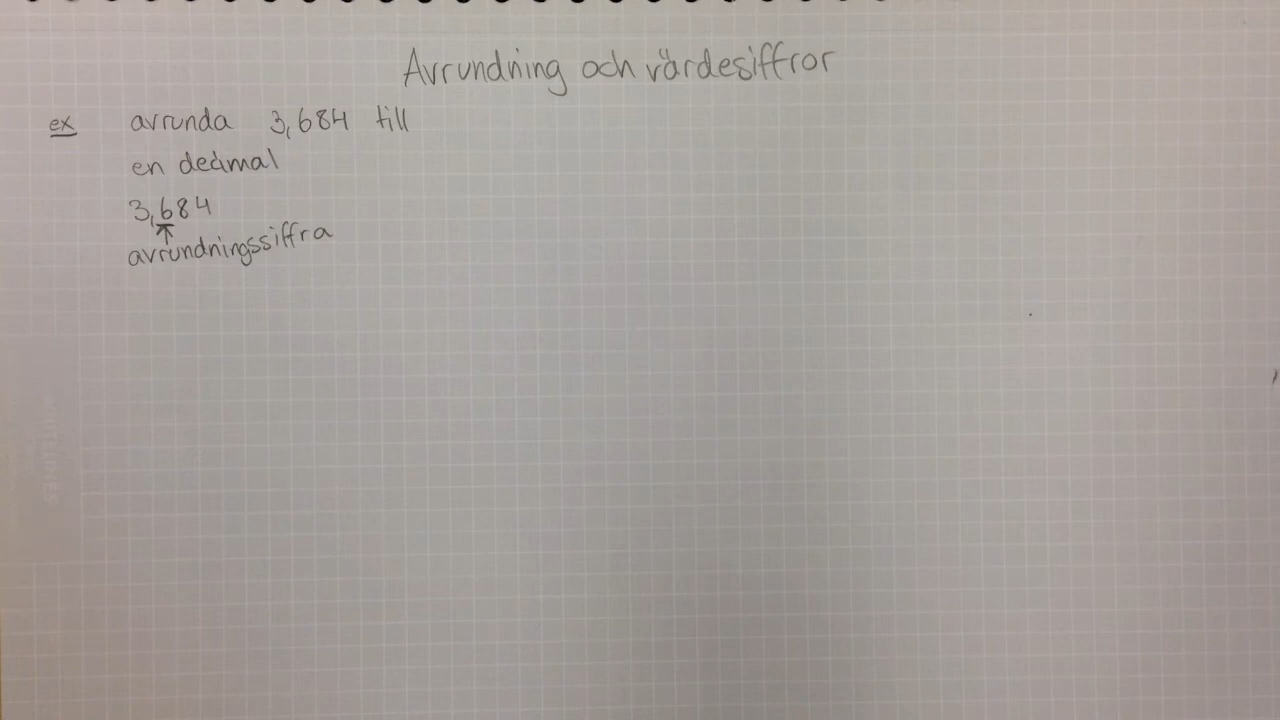 Avrundning och värdesiffror
ex avrunda 3,684 till
en decimal
3,684
↑
avrundningssiffra